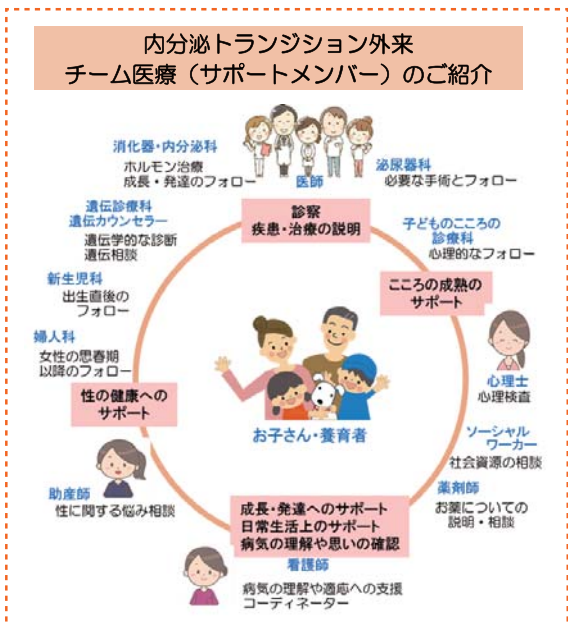 内分泌トランジション外来
チーム医療（サポートメンバー）のご紹介
消化器・内分泌科
ホルモン治療
成長・発達のフォロー
医師
泌尿器科
必要な手術とフォロー
診察
疾患・治療の説明
遺伝診療科
遺伝カウンセラー
遺伝学的な診断
遺伝相談
子どものこころの
診療科
心理的なフォロー
新生児科
出生直後の
フォロー
こころの成熟の
サポート
婦人科
女性の思春期
以降のフォロー
心理士
心理検査
性の健康への
サポート
お子さん・養育者
ソーシャル
ワーカー
社会資源の相談
助産師
性に関する悩み相談
薬剤師
お薬についての
説明・相談
成長・発達へのサポート
日常生活上のサポート
病気の理解や思いの確認
看護師
病気の理解や適応への支援
コーディネーター